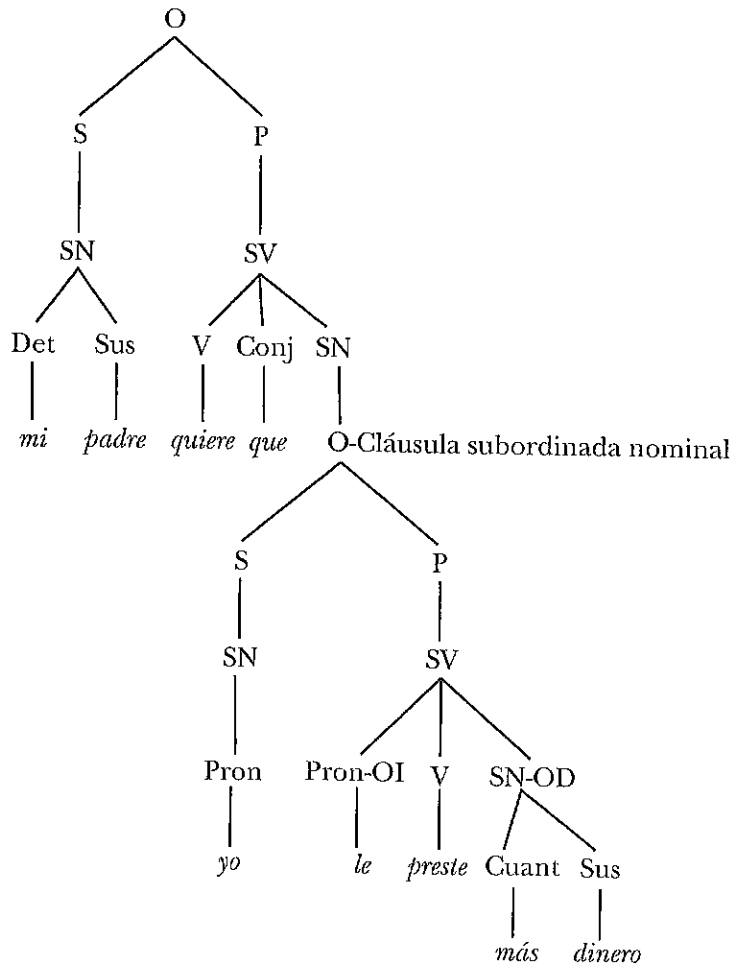 O
S P
SN SV
Det Sus V Conj SN
mi padre quiere que O-Cláusula subordinada nominal
S P
SN SV
Pron Pron-OI V SN-OD
yo le preste Cuant Sus
más dinero